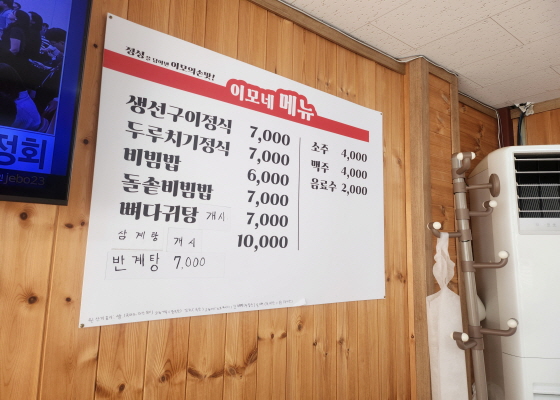 정회
@jebo23
정성을 담아낸 이모의손맛!
이모네 메뉴
생선구이정식 7,000
두루치기정식 7,000
비빔밥 6,000
돌솥비빔밥 7,000
뼈다귀탕 개시 7,000
삼계탕 개시 10,000
반계탕 7.000
소주 4,000
맥주 4,000
음료수 2,000